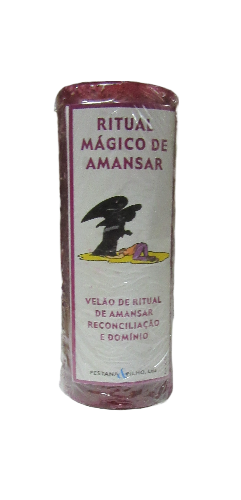 RITUAL
MÁGICO DE
AMANSAR
VELÃO DE RITUAL
DE AMANSAR
RECONCILIAÇÃO
E DOMÍNIO